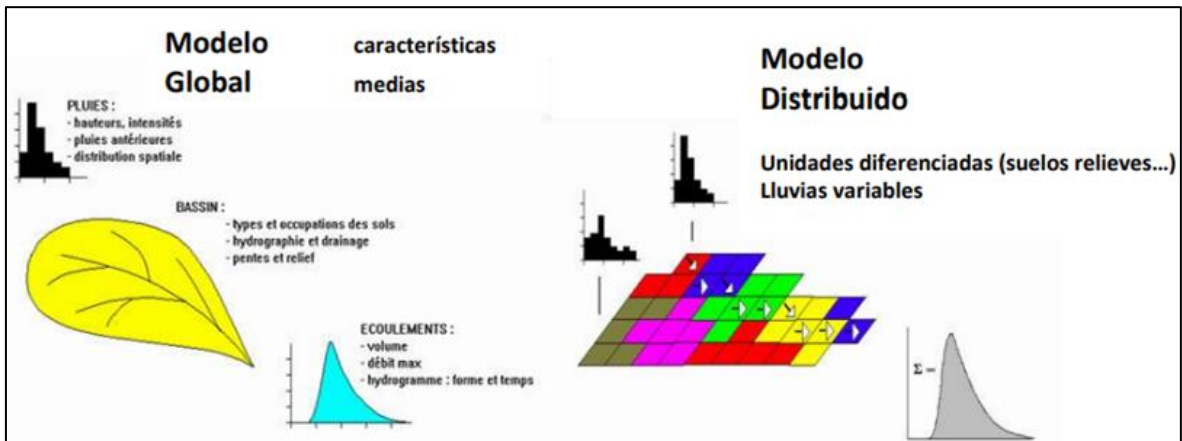 Modelo
Global
características
medias
PLUIES :
- hauteurs, intensités
- pluies antérieures
- distribution spatiale
BASSIN :
- types et occupations des sols
- hydrographie et drainage
- pentes et relief
ECOULEMENTS :
- volume
- débit max
- hydrogramme : forme et temps
Modelo
Distribuido
Unidades diferenciadas (suelos relieves...)
Lluvias variables
Σ =